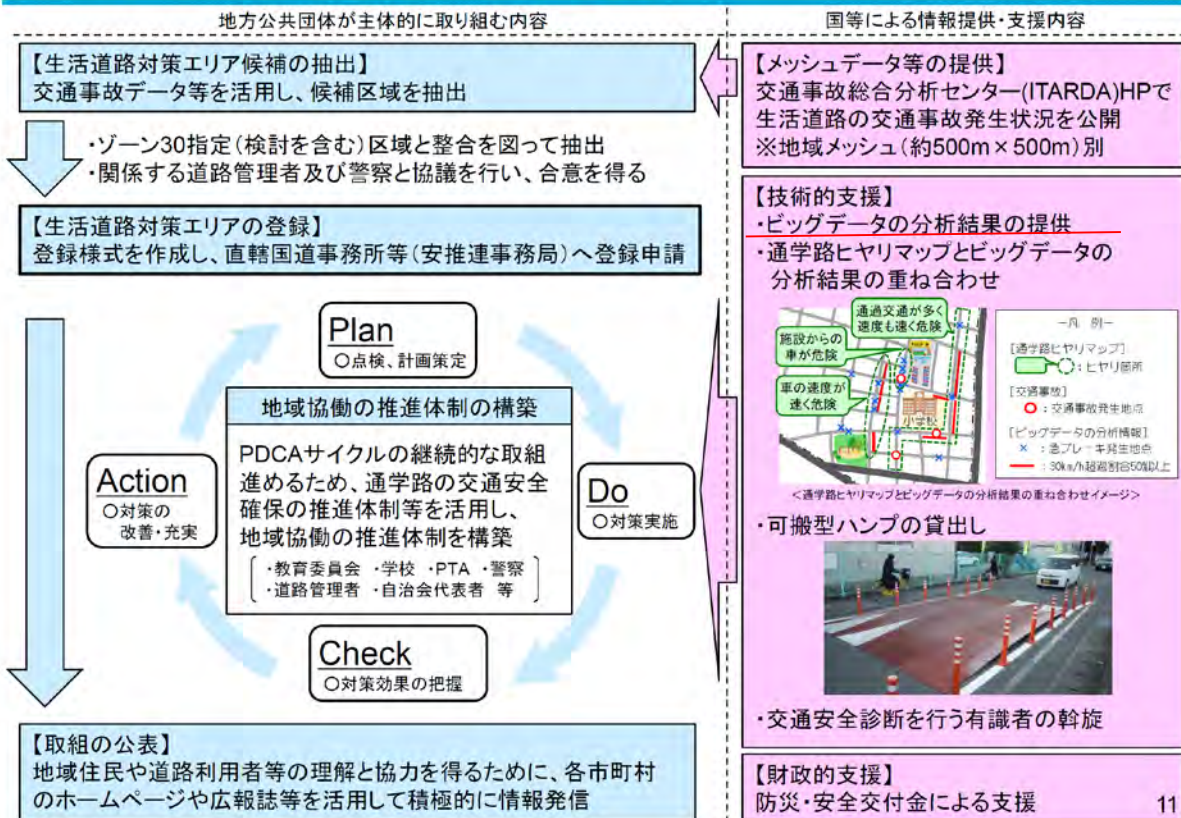 地方公共団体が主体的に取り組む内容
国等による情報提供・支援内容
【生活道路対策エリア候補の抽出】
交通事故データ等を活用し、候補区域を抽出
・ゾーン30指定（検討を含む）区域と整合を図って抽出
・関係する道路管理者及び警察と協議を行い、合意を得る
【生活道路対策エリアの登録】
登録様式を作成し、直轄国道事務所等（安推連事務局）へ登録申請
Plan
○点検、計画策定
地域協働の推進体制の構築
PDCAサイクルの継続的な取組
進めるため、通学路の交通安全
確保の推進体制等を活用し、
地域協働の推進体制を構築
・教育委員会 ・学校 ・PTA ・警察
・道路管理者 ・自治会代表者 等
Action
○対策の
改善・充実
Do
○対策実施
Check
○対策効果の把握
【取組の公表】
地域住民や道路利用者等の理解と協力を得るために、各市町村
のホームページや広報誌等を活用して積極的に情報発信
【メッシュデータ等の提供】
交通事故総合分析センター(ITARDA)HPで
生活道路の交通事故発生状況を公開
※地域メッシュ（約500m×500m）別
【技術的支援】
・ビッグデータの分析結果の提供
・通学路ヒヤリマップとビッグデータの
分析結果の重ね合わせ
通過交通が多く
速度も速く危険
施設からの
車が危険
車の速度が
速く危険
小学校
－凡 例－
[通学路ヒヤリマップ]
：ヒヤリ箇所
[交通事故]
：交通事故発生地点
[ビッグデータの分析情報]
×：急ブレーキ発生地点
：30km/h超過割合50%以上
＜通学路ヒヤリマップとビッグデータの分析結果の重ね合わせイメージ＞
・可搬型ハンプの貸出し
・交通安全診断を行う有識者の斡旋
【財政的支援】
防災・安全交付金による支援
11